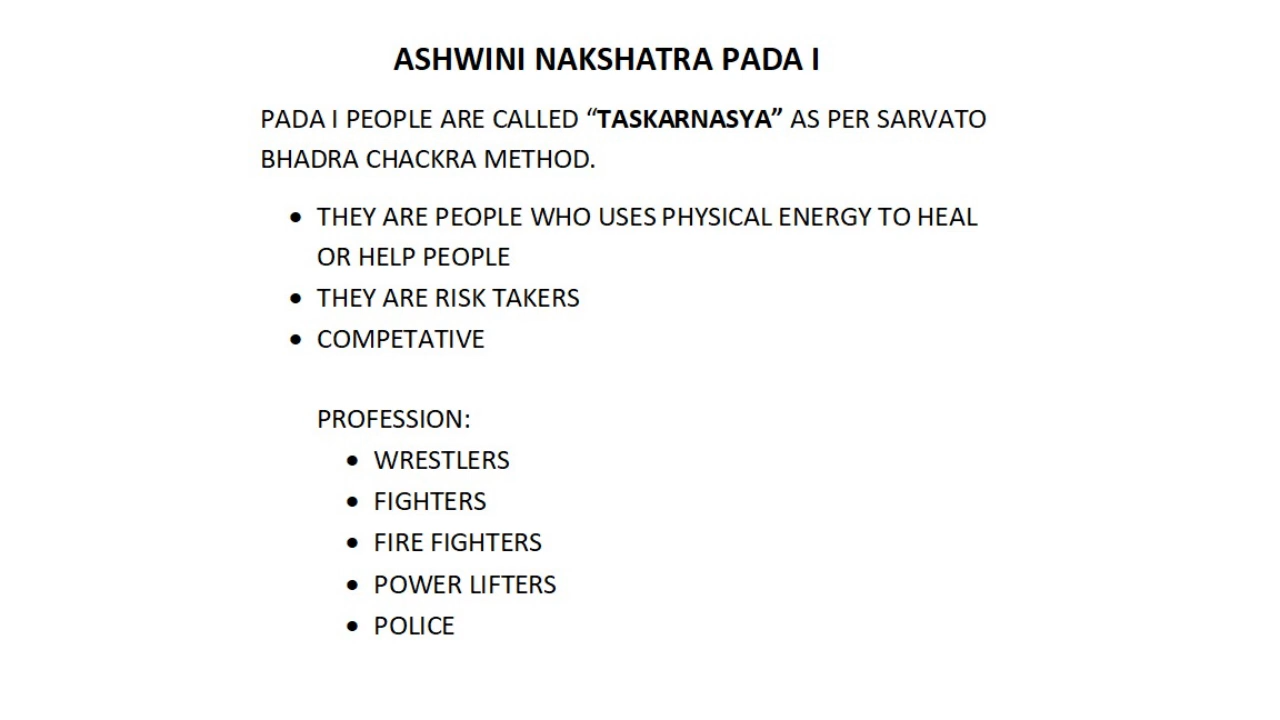 ASHWINI NAKSHATRA PADA I
PADA I PEOPLE ARE CALLED “TASKARNASYA” AS PER SARVATO
BHADRA CHACKRA METHOD.
• THEY ARE PEOPLE WHO USES PHYSICAL ENERGY TO HEAL
OR HELP PEOPLE
• THEY ARE RISK TAKERS
• COMPETATIVE
PROFESSION:
• WRESTLERS
• FIGHTERS
• FIRE FIGHTERS
• POWER LIFTERS
• POLICE